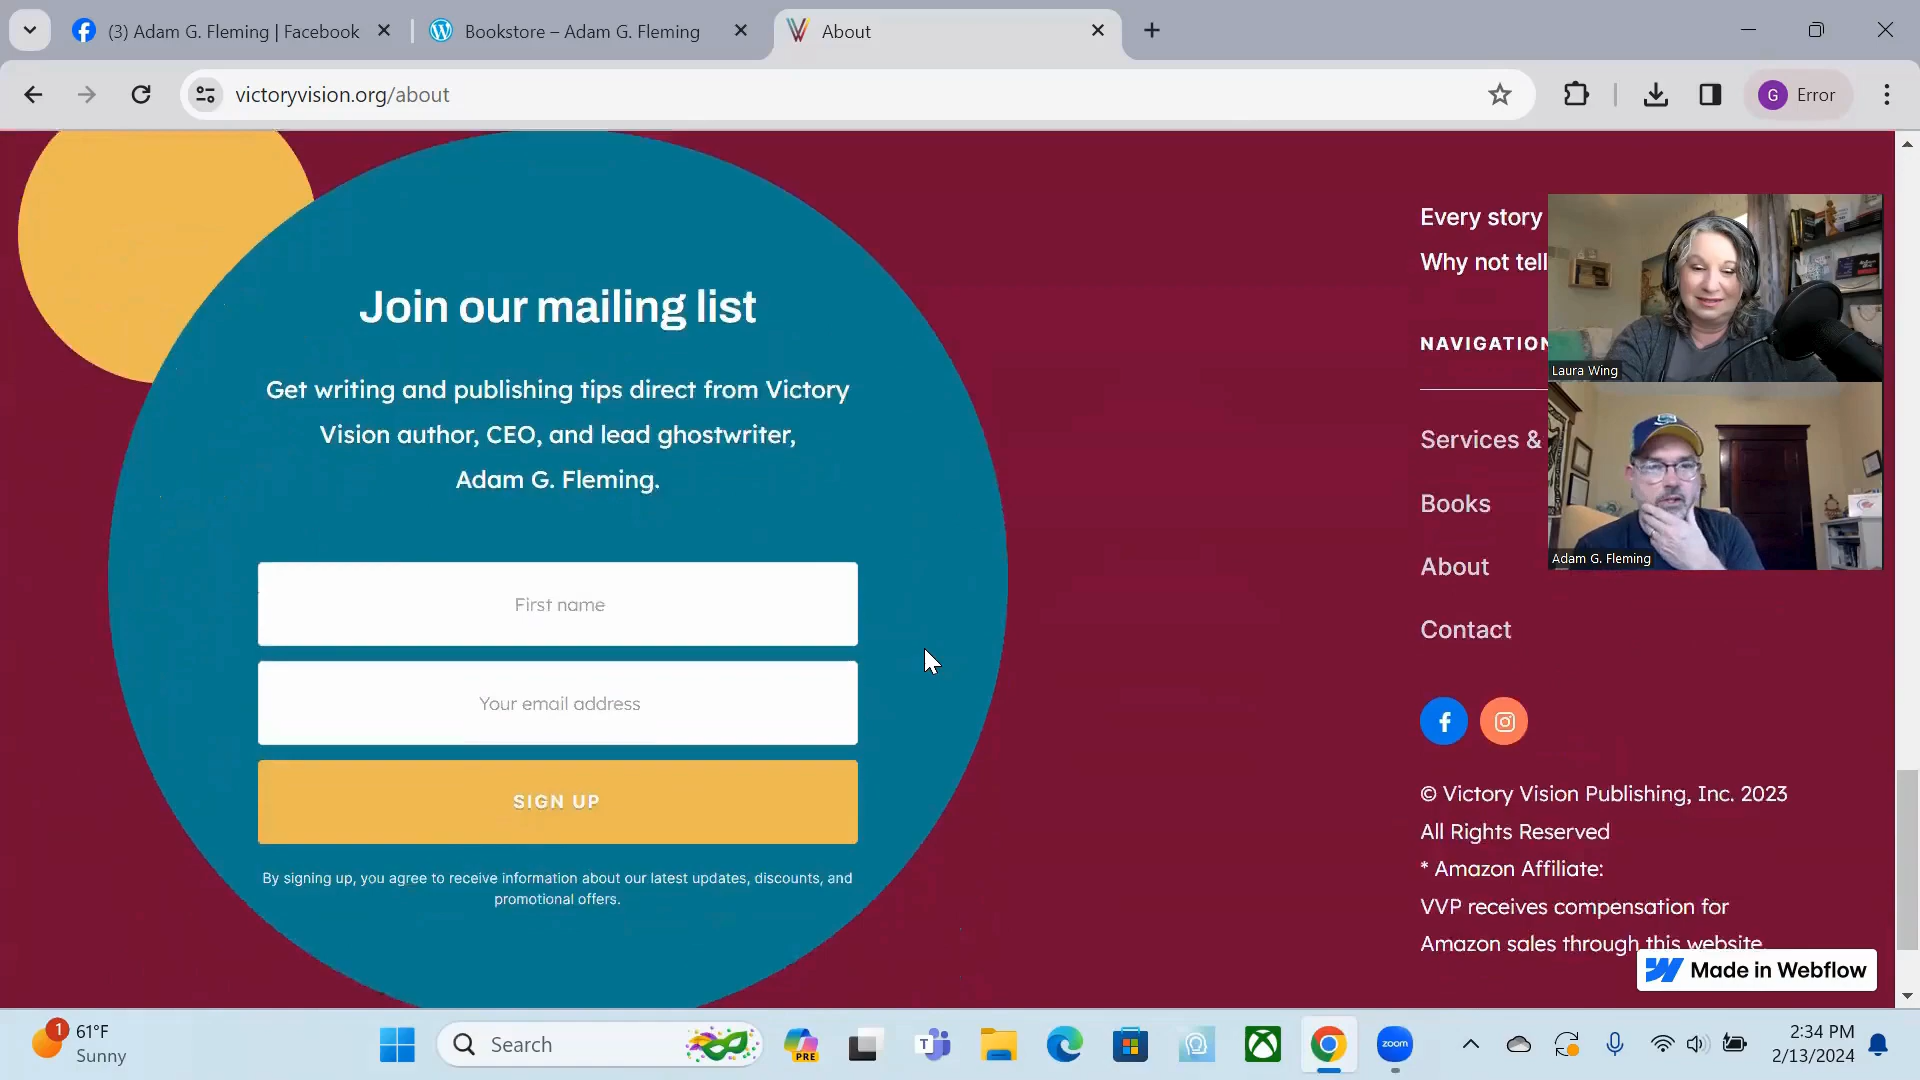 (3) Adam G. Fleming | Facebook
Bookstore – Adam G. Fleming
About
victoryvision.org/about
G Error
Join our mailing list
Get writing and publishing tips direct from Victory
Vision author, CEO, and lead ghostwriter,
Adam G. Fleming.
First name
Your email address
SIGN UP
By signing up, you agree to receive information about our latest updates, discounts, and
promotional offers.
Every story
Why not tell
NAVIGATION
Services &
Books
About
Contact
© Victory Vision Publishing, Inc. 2023
All Rights Reserved
* Amazon Affiliate:
VVP receives compensation for
Amazon sales through this website.
Made in Webflow
Laura Wing
Adam G. Fleming
1
61°F
Sunny
Search
PRE
T
zoom
2:34 PM
2/13/2024